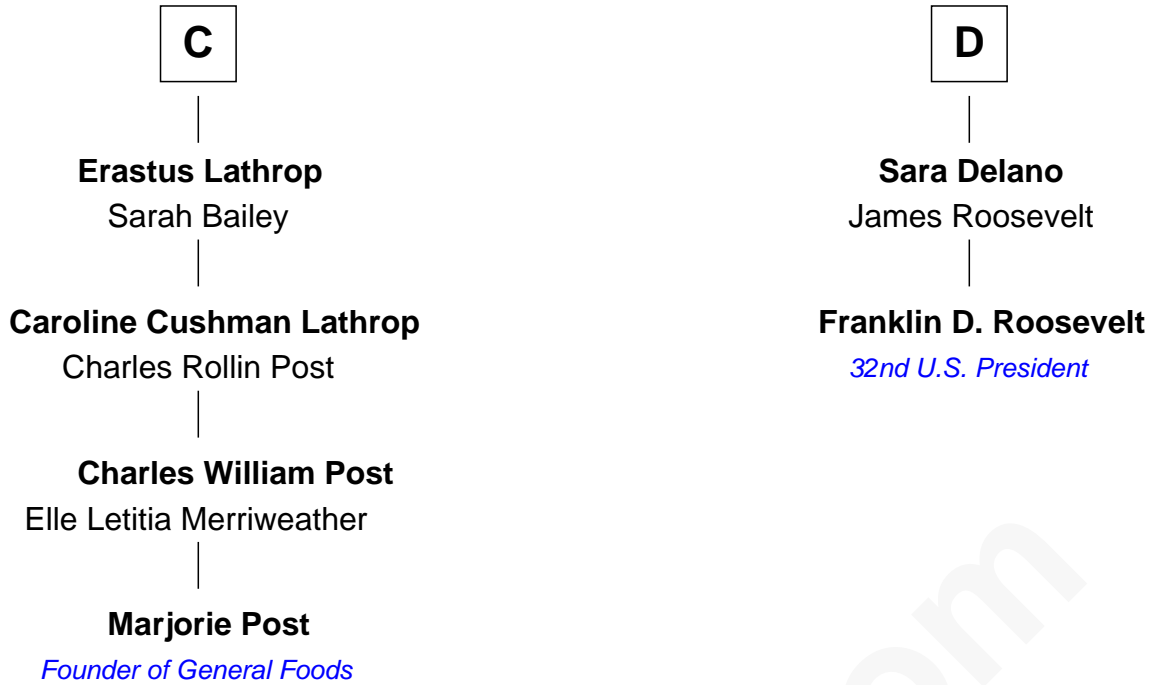 C
Erastus Lathrop
Sarah Bailey
Caroline Cushman Lathrop
Charles Rollin Post
Charles William Post
Elle Letitia Merriweather
Marjorie Post
Founder of General Foods
D
Sara Delano
James Roosevelt
Franklin D. Roosevelt
32nd U.S. President
om